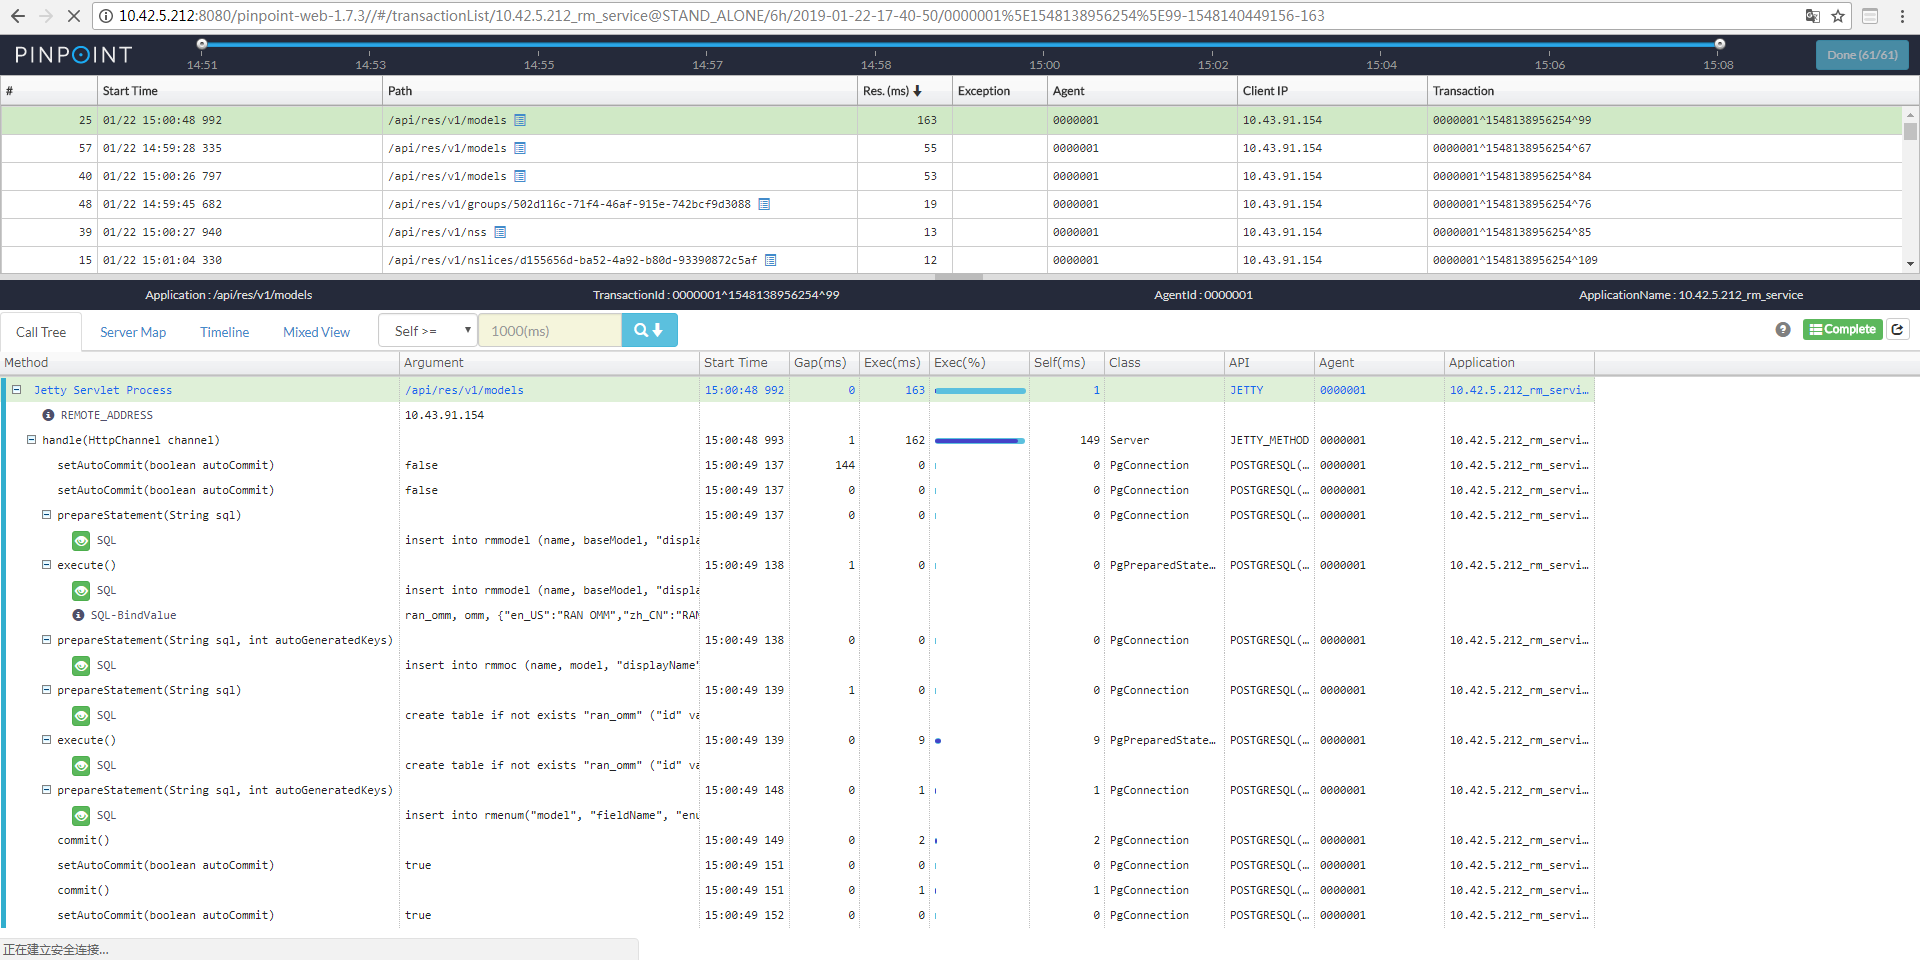 10.42.5.212:8080/pinpoint-web-1.7.3//#/transactionList/10.42.5.212_rm_service@STAND_ALONE/6h/2019-01-22-17-40-50/0000001%5E1548138956254%5E99-1548140449156-163
PINPOINT 14:51 14:53 14:55 14:57 14:58 15:00 15:02 15:04 15:06 15:08 Done (61/61)
# Start Time Path Res. (ms) Exception Agent Client IP Transaction
25 01/22 15:00:48 992 /api/res/v1/models 163 0000001 10.43.91.154 0000001^1548138956254^99
57 01/22 14:59:28 335 /api/res/v1/models 55 0000001 10.43.91.154 0000001^1548138956254^67
40 01/22 15:00:26 797 /api/res/v1/models 53 0000001 10.43.91.154 0000001^1548138956254^84
48 01/22 14:59:45 682 /api/res/v1/groups/502d116c-71f4-46af-915e-742bcf9d3088 19 0000001 10.43.91.154 0000001^1548138956254^76
39 01/22 15:00:27 940 /api/res/v1/nss 13 0000001 10.43.91.154 0000001^1548138956254^85
15 01/22 15:01:04 330 /api/res/v1/nslices/d155656d-ba52-4a92-b80d-93390872c5af 12 0000001 10.43.91.154 0000001^1548138956254^109
Application : /api/res/v1/models TransactionId : 0000001^1548138956254^99 AgentId : 0000001 ApplicationName : 10.42.5.212_rm_service
Call Tree Server Map Timeline Mixed View Self >= 1000(ms) Complete
Method Argument Start Time Gap(ms) Exec(ms) Exec(%) Self(ms) Class API Agent Application
Jetty Servlet Process /api/res/v1/models 15:00:48 992 0 163 1 JETTY 0000001 10.42.5.212_rm_servi...
REMOTE_ADDRESS 10.43.91.154
handle(HttpChannel channel) 15:00:48 993 1 162 149 Server JETTY_METHOD 0000001 10.42.5.212_rm_servi...
setAutoCommit(boolean autoCommit) false 15:00:49 137 144 0 0 PgConnection POSTGRESQL(... 0000001 10.42.5.212_rm_servi...
setAutoCommit(boolean autoCommit) false 15:00:49 137 0 0 0 PgConnection POSTGRESQL(... 0000001 10.42.5.212_rm_servi...
prepareStatement(String sql) 15:00:49 137 0 0 0 PgConnection POSTGRESQL(... 0000001 10.42.5.212_rm_servi...
SQL insert into rmmodel (name, baseModel, "displa
execute() 15:00:49 138 1 0 0 PgPreparedState... POSTGRESQL(... 0000001 10.42.5.212_rm_servi...
SQL insert into rmmodel (name, baseModel, "displa
SQL-BindValue ran_omm, omm, {"en_US":"RAN OMM","zh_CN":"RAN
prepareStatement(String sql, int autoGeneratedKeys) 15:00:49 138 0 0 0 PgConnection POSTGRESQL(... 0000001 10.42.5.212_rm_servi...
SQL insert into rmmoc (name, model, "displayName"
prepareStatement(String sql) 15:00:49 139 1 0 0 PgConnection POSTGRESQL(... 0000001 10.42.5.212_rm_servi...
SQL create table if not exists "ran_omm" ("id" va
execute() 15:00:49 139 0 9 9 PgPreparedState... POSTGRESQL(... 0000001 10.42.5.212_rm_servi...
SQL create table if not exists "ran_omm" ("id" va
prepareStatement(String sql, int autoGeneratedKeys) 15:00:49 148 0 1 1 PgConnection POSTGRESQL(... 0000001 10.42.5.212_rm_servi...
SQL insert into rmenum("model", "fieldName", "enu
commit() 15:00:49 149 0 2 2 PgConnection POSTGRESQL(... 0000001 10.42.5.212_rm_servi...
setAutoCommit(boolean autoCommit) true 15:00:49 151 0 0 0 PgConnection POSTGRESQL(... 0000001 10.42.5.212_rm_servi...
commit() 15:00:49 151 0 1 1 PgConnection POSTGRESQL(... 0000001 10.42.5.212_rm_servi...
setAutoCommit(boolean autoCommit) true 15:00:49 152 0 0 0 PgConnection POSTGRESQL(... 0000001 10.42.5.212_rm_servi...
正在建立安全连接...